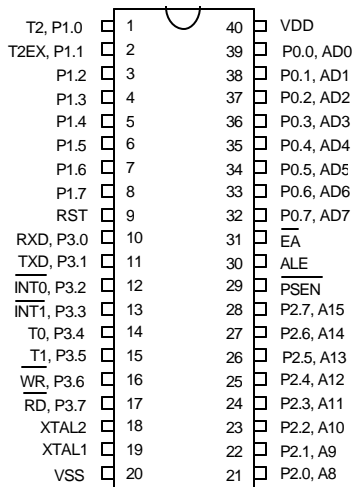 T2, P1.0 1 40 VDD
T2EX, P1.1 2 39 P0.0, AD0
P1.2 3 38 P0.1, AD1
P1.3 4 37 P0.2, AD2
P1.4 5 36 P0.3, AD3
P1.5 6 35 P0.4, AD4
P1.6 7 34 P0.5, AD5
P1.7 8 33 P0.6, AD6
RST 9 32 P0.7, AD7
RXD, P3.0 10 31 EA
TXD, P3.1 11 30 ALE
INT0, P3.2 12 29 PSEN
INT1, P3.3 13 28 P2.7, A15
T0, P3.4 14 27 P2.6, A14
T1, P3.5 15 26 P2.5, A13
WR, P3.6 16 25 P2.4, A12
RD, P3.7 17 24 P2.3, A11
XTAL2 18 23 P2.2, A10
XTAL1 19 22 P2.1, A9
VSS 20 21 P2.0, A8